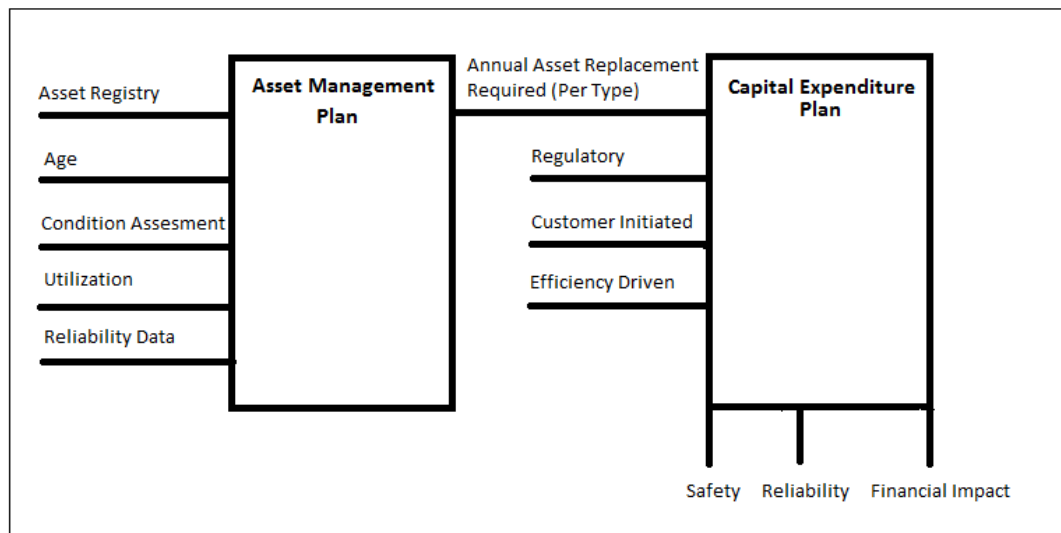 Asset Management
Plan
Asset Registry
Age
Condition Assesment
Utilization
Reliability Data
Annual Asset Replacement
Required (Per Type)
Capital Expenditure
Plan
Regulatory
Customer Initiated
Efficiency Driven
Safety
Reliability
Financial Impact